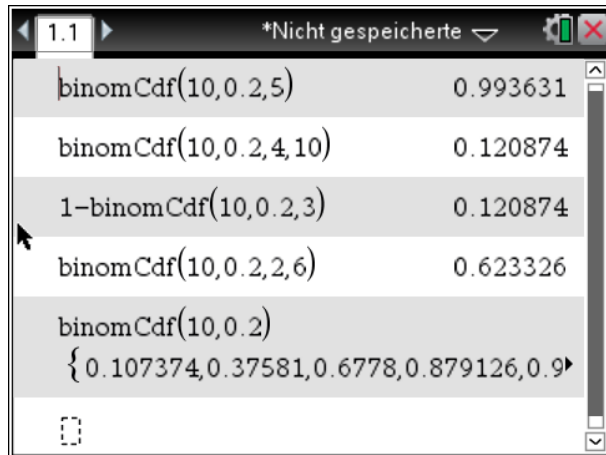 1.1 *Nicht gespeicherte
binomCdf(10,0.2,5) 0.993631
binomCdf(10,0.2,4,10) 0.120874
1−binomCdf(10,0.2,3) 0.120874
binomCdf(10,0.2,2,6) 0.623326
binomCdf(10,0.2)
{0.107374,0.37581,0.6778,0.879126,0.9